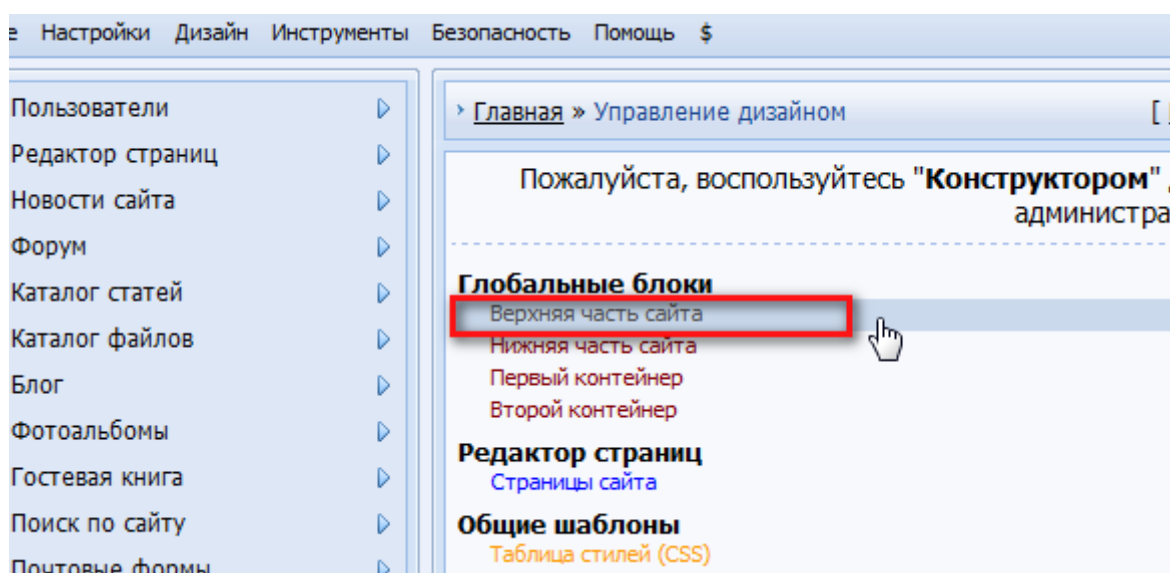 Настройки Дизайн Инструменты Безопасность Помощь $
Пользователи
Редактор страниц
Новости сайта
Форум
Каталог статей
Каталог файлов
Блог
Фотоальбомы
Гостевая книга
Поиск по сайту
Почтовые формы
Главная » Управление дизайном [
Пожалуйста, воспользуйтесь "Конструктором"
администра
Глобальные блоки
Верхняя часть сайта
Нижняя часть сайта
Первый контейнер
Второй контейнер
Редактор страниц
Страницы сайта
Общие шаблоны
Таблица стилей (CSS)